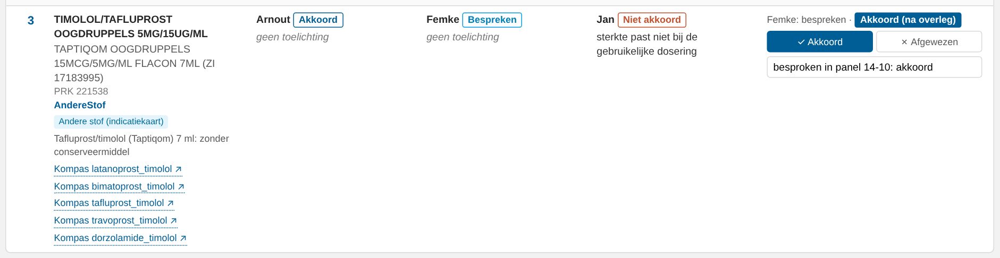 3
TIMOLOL/TAFLUPROST
OOGDRUPPELS 5MG/15UG/ML
TAPTIQOM OOGDRUPPELS
15MCG/5MG/ML FLACON 7ML (ZI
17183995)
PRK 221538
AndereStof
Andere stof (indicatiekaart)
Tafluprost/timolol (Taptiqom) 7 ml: zonder
conserveermiddel
Kompas latanoprost_timolol ↗
Kompas bimatoprost_timolol ↗
Kompas tafluprost_timolol ↗
Kompas travoprost_timolol ↗
Kompas dorzolamide_timolol ↗
Arnout Akkoord
geen toelichting
Femke Bespreken
geen toelichting
Jan Niet akkoord
sterkte past niet bij de
gebruikelijke dosering
Femke: bespreken · Akkoord (na overleg)
✓ Akkoord
× Afgewezen
besproken in panel 14-10: akkoord